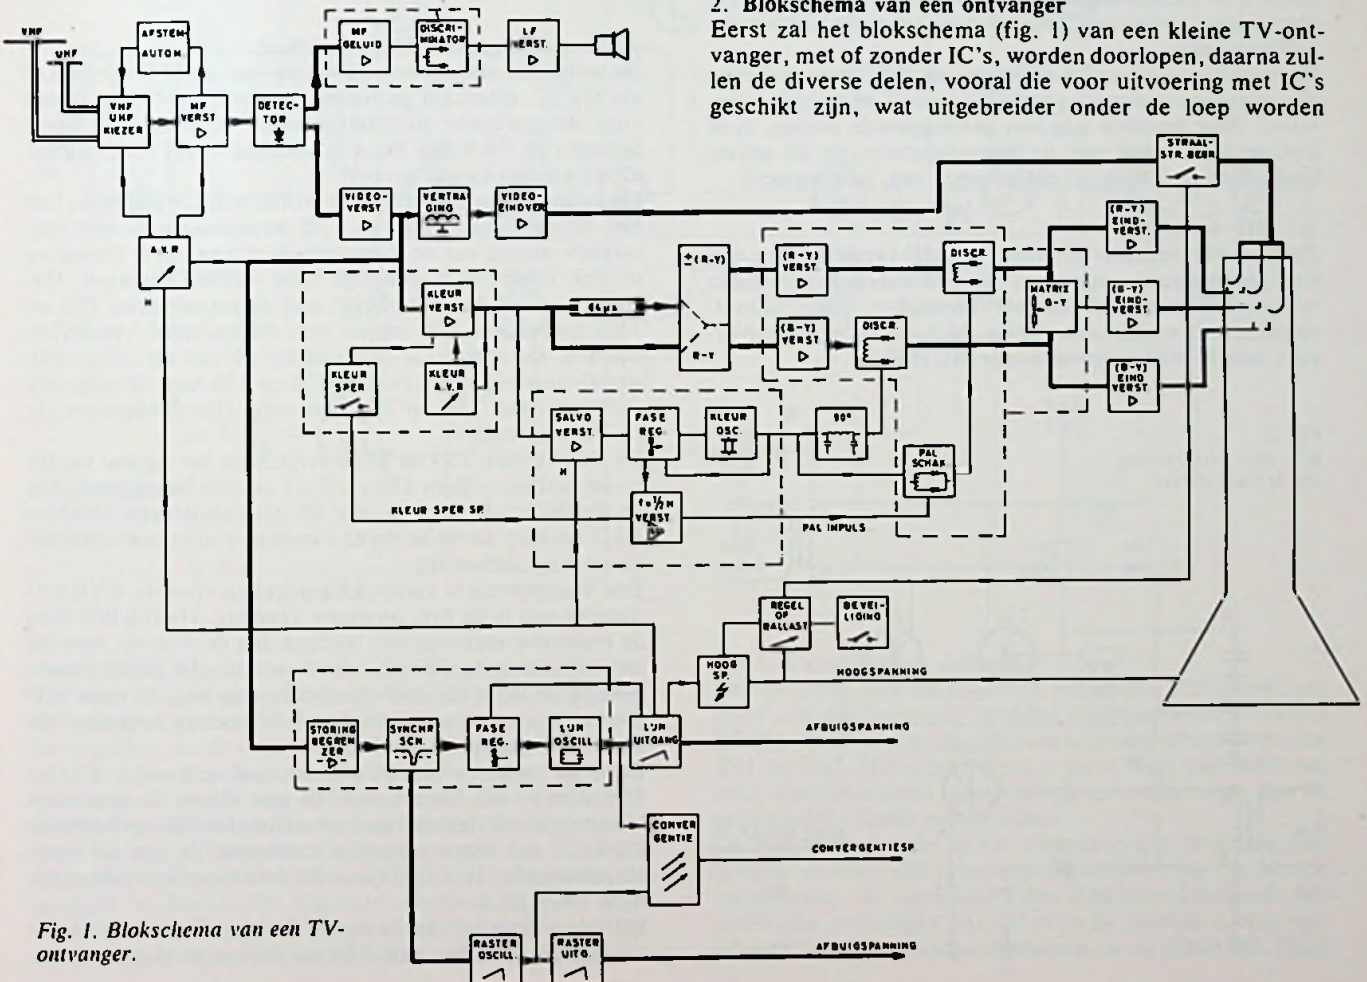 2. Blokschema van een ontvanger
Eerst zal het blokschema (fig. 1) van een kleine TV-ont-
vanger, met of zonder IC's, worden doorlopen, daarna zul-
len de diverse delen, vooral die voor uitvoering met IC's
geschikt zijn, wat uitgebreider onder de loep worden
VHF
UHF
AFSTEM
AUTOM.
VHF
UHF
KIEZER
MF
VERST
DETEC-
TOR
MF
GELUID
DISCRI-
MINATOR
LF
VERST.
A.V.R
H
VIDEO-
VERST
VERTRA
GING
VIDEO-
EINDVER
STRAAL-
STR. BEGR.
KLEUR
VERST
KLEUR
SPER
KLEUR
A.V.R
64µs
±(R-Y)
R-Y
(R-Y)
VERST
(B-Y)
VERST
DISCR.
DISCR.
MATRIX
G-Y
(R-Y)
EIND-
VERST.
(G-Y)
EIND-
VERST.
(B-Y)
EIND
VERST.
SALVO
VERST.
H
FASE
REG.
KLEUR
OSC.
90°
PAL
SCHAK
f=½H
VERST.
KLEUR SPER SP.
PAL IMPULS
REGEL
OF
BALLAST
BEVEI-
LIGING
HOOG
SP.
HOOGSPANNING
STORING
BEGREN
ZER
SYNCHR
SCH.
FASE
REG.
LIJN
OSCILL
LIJN
UITGANG
AFBUIGSPANNING
CONVER
GENTIE
CONVERGENTIESP.
RASTER
OSCILL.
RASTER
UITG.
AFBUIGSPANNING
Fig. 1. Blokschema van een TV-
ontvanger.